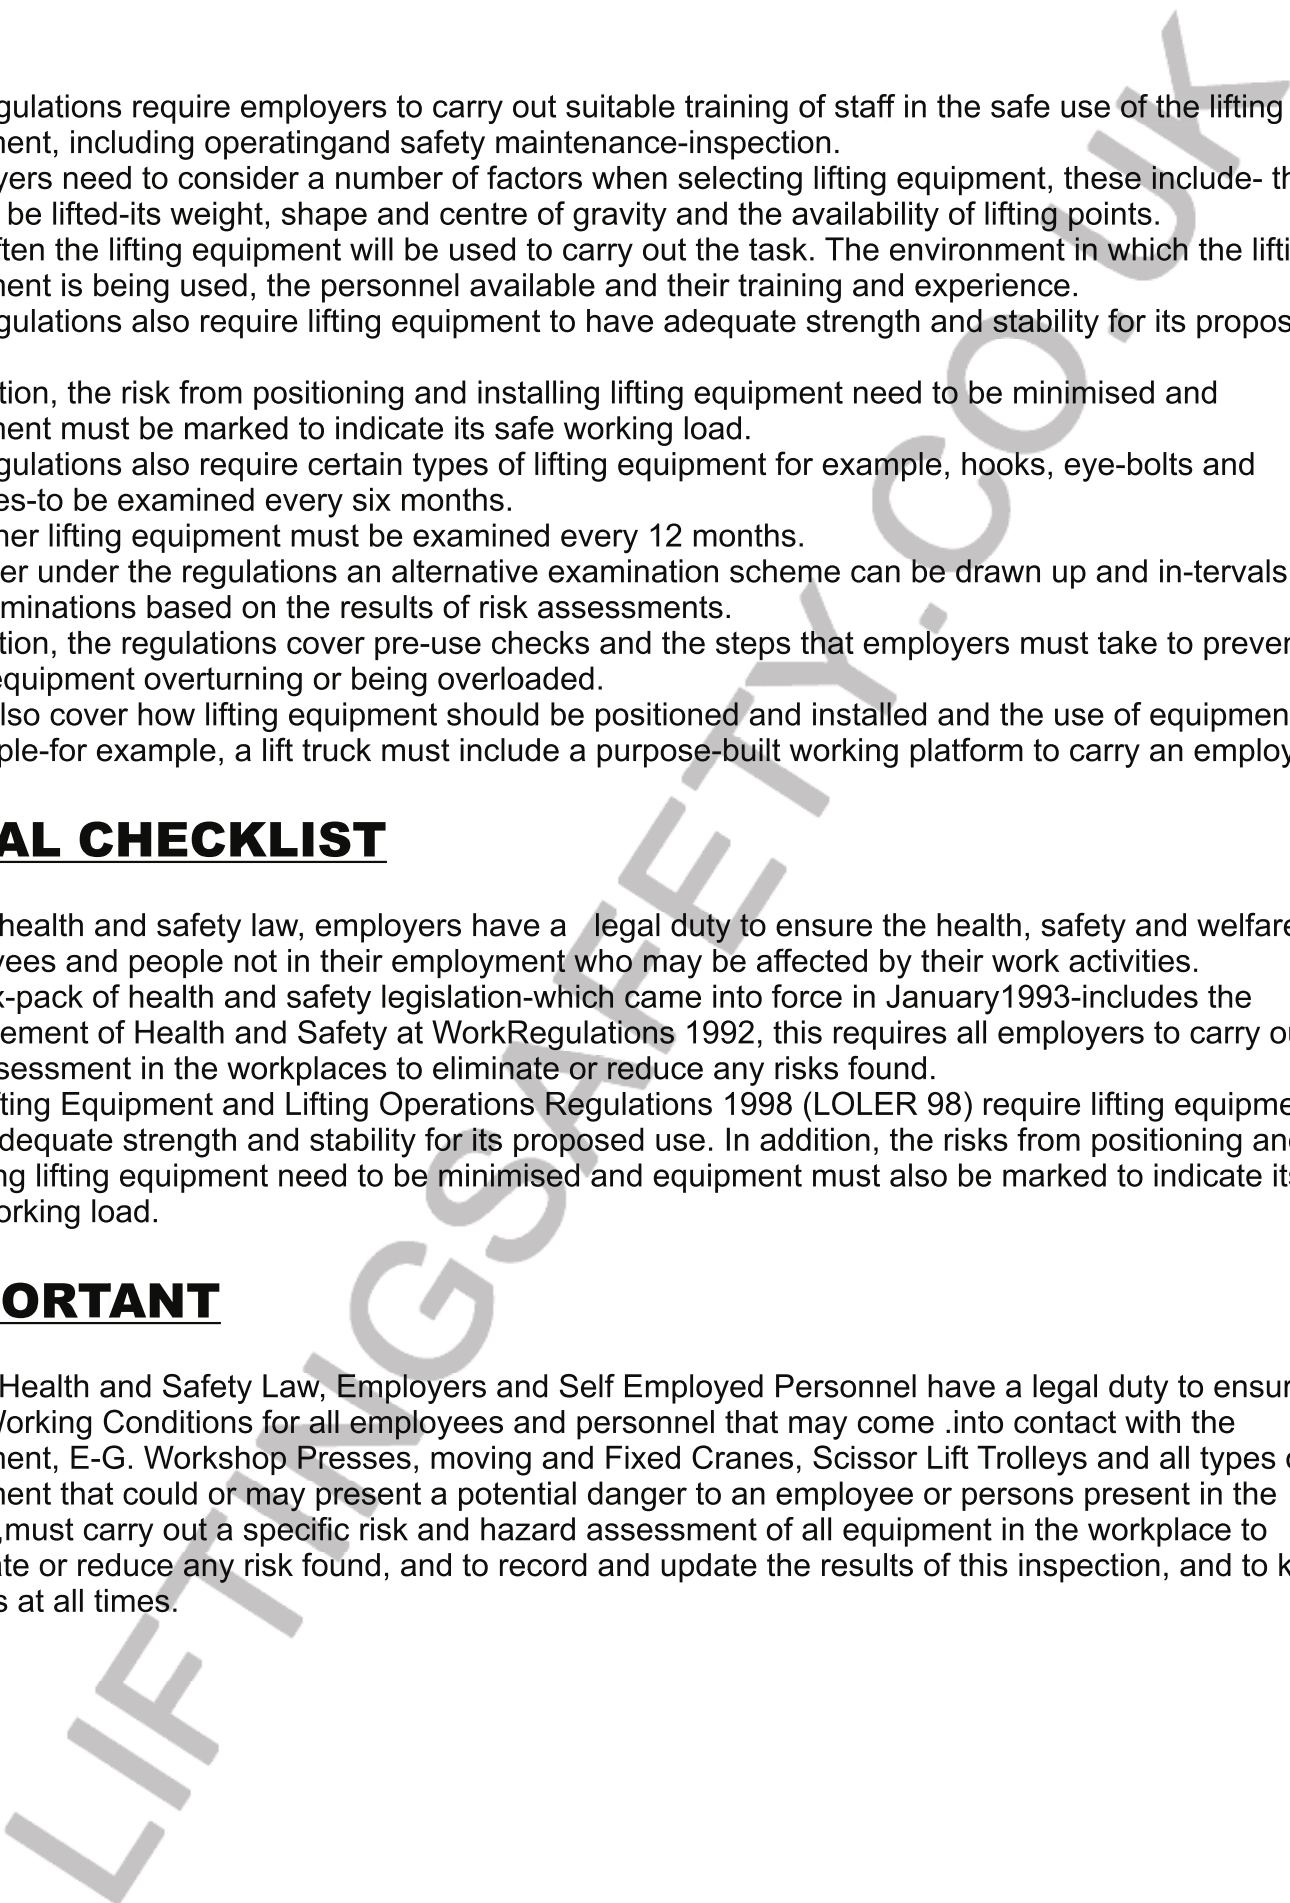 gulations require employers to carry out suitable training of staff in the safe use of the lifting
ment, including operatingand safety maintenance-inspection.
yers need to consider a number of factors when selecting lifting equipment, these include- th
be lifted-its weight, shape and centre of gravity and the availability of lifting points.
ften the lifting equipment will be used to carry out the task. The environment in which the lifti
ment is being used, the personnel available and their training and experience.
gulations also require lifting equipment to have adequate strength and stability for its propos
tion, the risk from positioning and installing lifting equipment need to be minimised and
ment must be marked to indicate its safe working load.
gulations also require certain types of lifting equipment for example, hooks, eye-bolts and
es-to be examined every six months.
her lifting equipment must be examined every 12 months.
er under the regulations an alternative examination scheme can be drawn up and in-tervals
minations based on the results of risk assessments.
tion, the regulations cover pre-use checks and the steps that employers must take to preven
equipment overturning or being overloaded.
lso cover how lifting equipment should be positioned and installed and the use of equipmen
ple-for example, a lift truck must include a purpose-built working platform to carry an employ
AL CHECKLIST
health and safety law, employers have a legal duty to ensure the health, safety and welfare
yees and people not in their employment who may be affected by their work activities.
x-pack of health and safety legislation-which came into force in January1993-includes the
ement of Health and Safety at WorkRegulations 1992, this requires all employers to carry ou
ssessment in the workplaces to eliminate or reduce any risks found.
fting Equipment and Lifting Operations Regulations 1998 (LOLER 98) require lifting equipme
dequate strength and stability for its proposed use. In addition, the risks from positioning and
ng lifting equipment need to be minimised and equipment must also be marked to indicate its
orking load.
PORTANT
Health and Safety Law, Employers and Self Employed Personnel have a legal duty to ensur
Working Conditions for all employees and personnel that may come .into contact with the
ment, E-G. Workshop Presses, moving and Fixed Cranes, Scissor Lift Trolleys and all types o
ment that could or may present a potential danger to an employee or persons present in the
,must carry out a specific risk and hazard assessment of all equipment in the workplace to
ate or reduce any risk found, and to record and update the results of this inspection, and to k
s at all times.
LIFTINGSAFETY.CO.UK